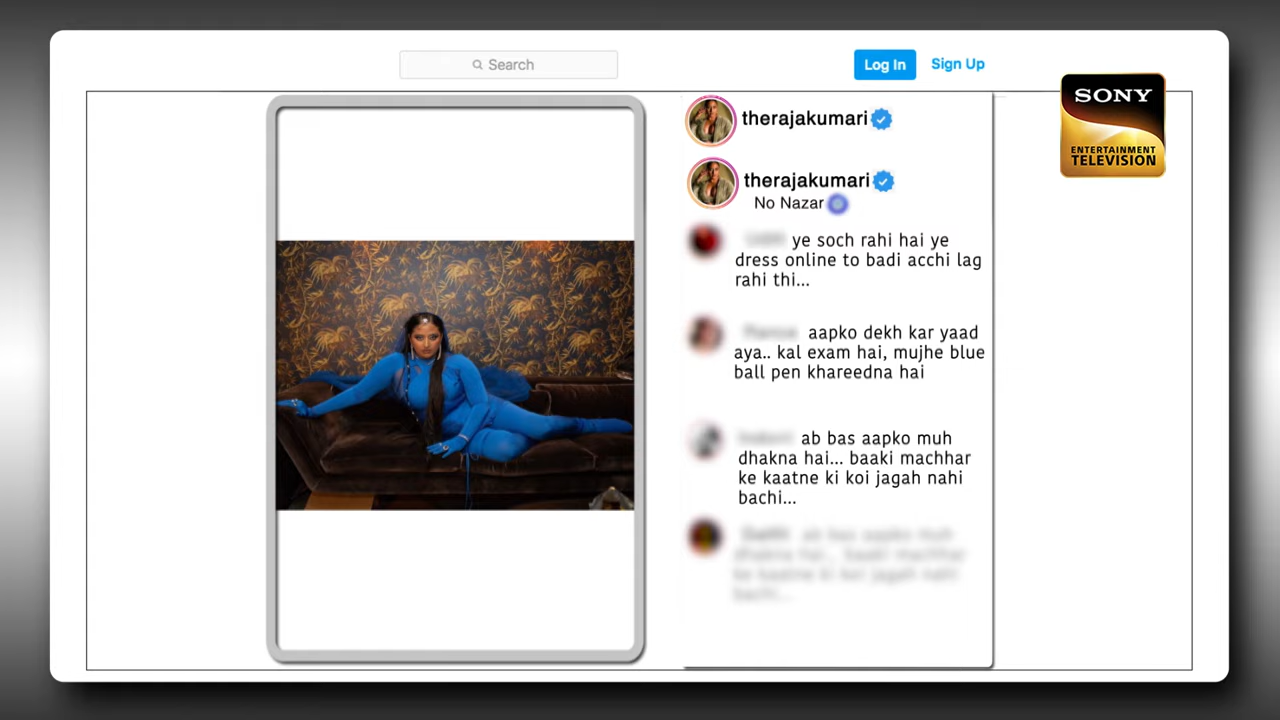 Search
Log In
Sign Up
SONY
ENTERTAINMENT
TELEVISION
therajakumari
therajakumari
No Nazar
ye soch rahi hai ye
dress online to badi acchi lag
rahi thi...
aapko dekh kar yaad
aya.. kal exam hai, mujhe blue
ball pen khareedna hai
ab bas aapko muh
dhakna hai... baaki machhar
ke kaatne ki koi jagah nahi
bachi...